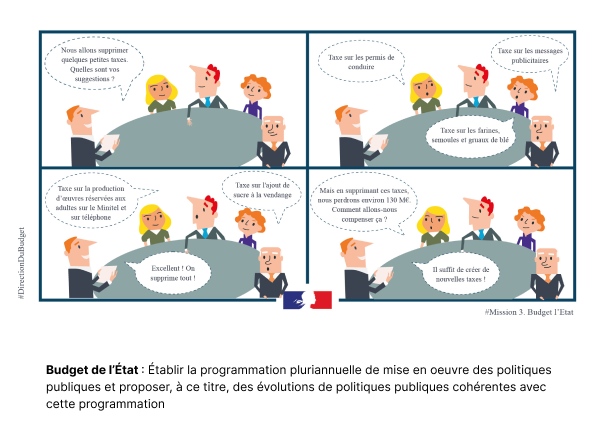 Nous allons supprimer
quelques petites taxes.
Quelles sont vos
suggestions ?
Taxe sur les permis de
conduire
Taxe sur les messages
publicitaires
Taxe sur les farines,
semoules et gruaux de blé
Taxe sur la production
d’œuvres réservées aux
adultes sur le Minitel et
sur téléphone
Taxe sur l'ajout de
sucre à la vendange
Excellent ! On
supprime tout !
Mais en supprimant ces taxes,
nous perdrons environ 130 M€.
Comment allons-nous
compenser ça ?
Il suffit de créer de
nouvelles taxes !
#DirectionDuBudget
#Mission 3. Budget l’Etat
Budget de l’État : Établir la programmation pluriannuelle de mise en oeuvre des politiques
publiques et proposer, à ce titre, des évolutions de politiques publiques cohérentes avec
cette programmation